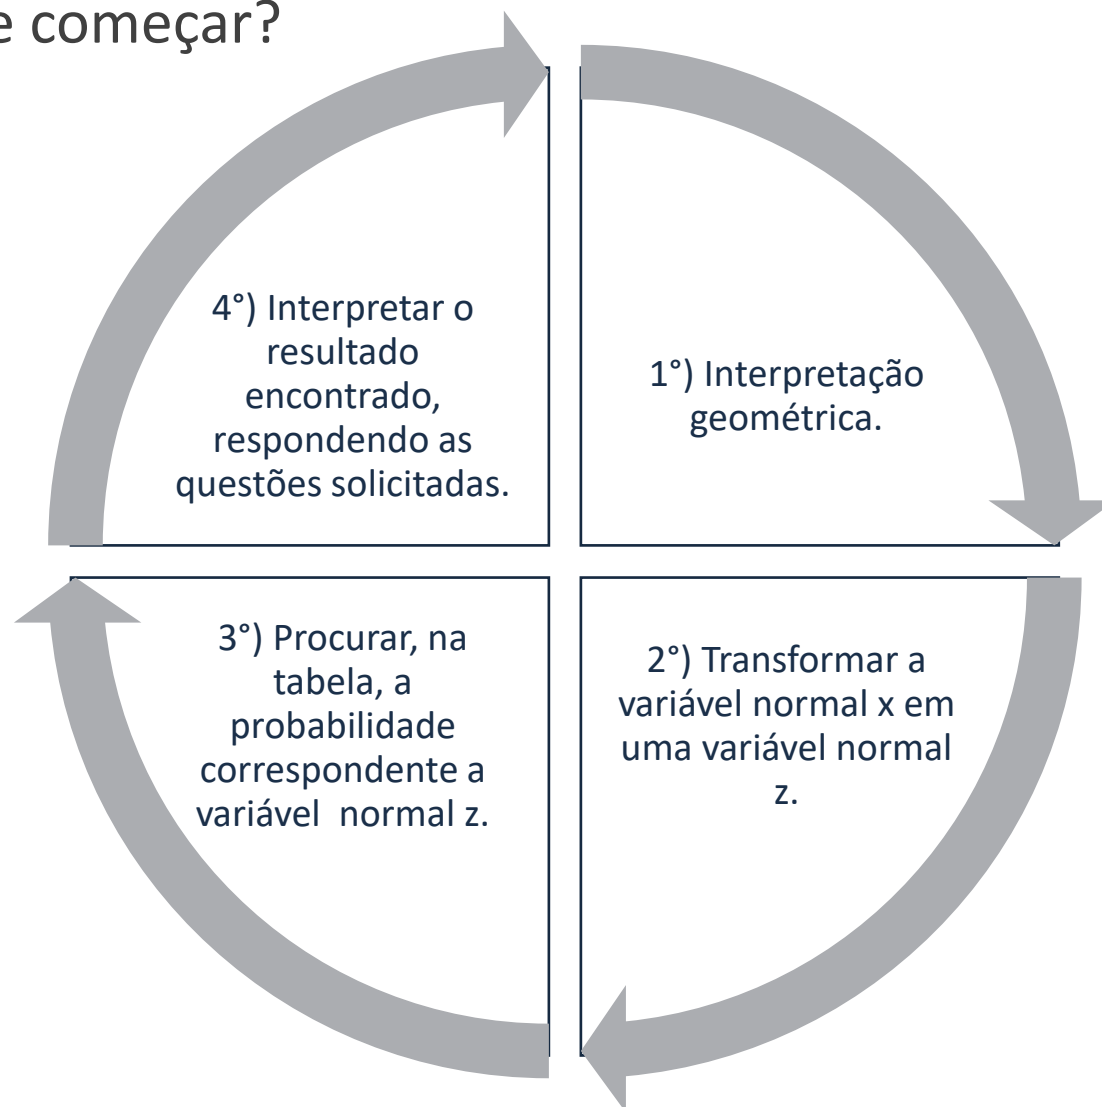 e começar?
1°) Interpretação
geométrica.
2°) Transformar a
variável normal x em
uma variável normal
z.
3°) Procurar, na
tabela, a
probabilidade
correspondente a
variável  normal z.
4°) Interpretar o
resultado
encontrado,
respondendo as
questões solicitadas.